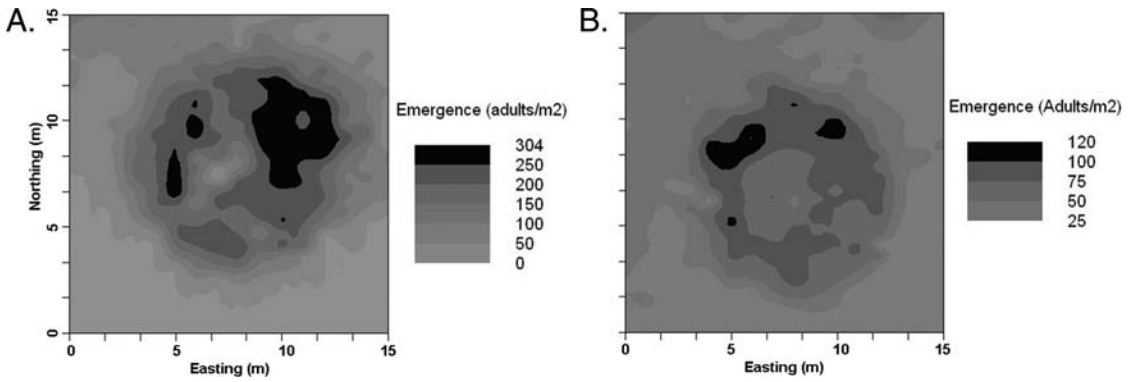 A.
15
10
5
0
Northing (m)
0 5 10 15
Easting (m)
Emergence (adults/m2)
304
250
200
150
100
50
0
B.
0 5 10 15
Easting (m)
Emergence (Adults/m2)
120
100
75
50
25